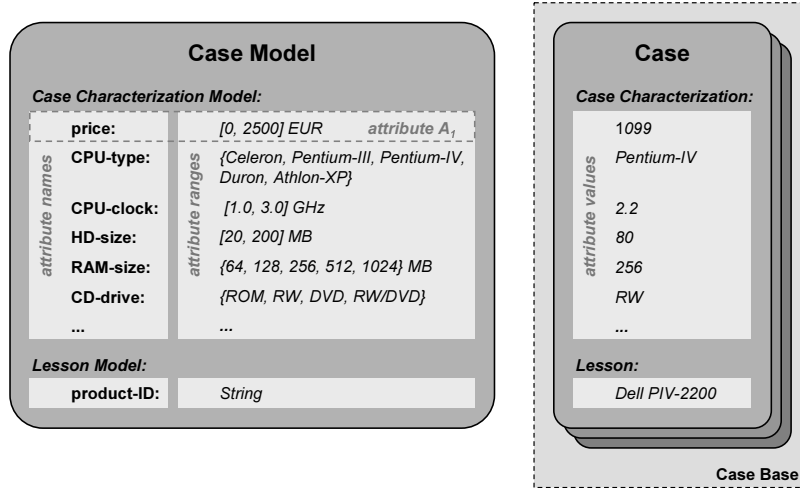 Case Model
Case Characterization Model:
attribute names
attribute ranges
price: [0, 2500] EUR attribute A1
CPU-type: {Celeron, Pentium-III, Pentium-IV,
Duron, Athlon-XP}
CPU-clock: [1.0, 3.0] GHz
HD-size: [20, 200] MB
RAM-size: {64, 128, 256, 512, 1024} MB
CD-drive: {ROM, RW, DVD, RW/DVD}
... ...
Lesson Model:
product-ID: String
Case
Case Characterization:
attribute values
1099
Pentium-IV
2.2
80
256
RW
...
Lesson:
Dell PIV-2200
Case Base